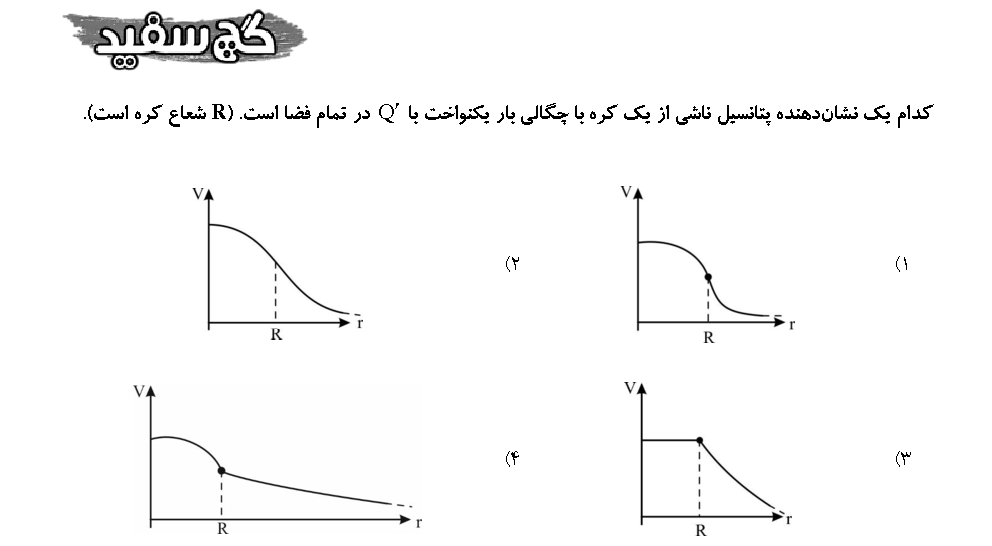 گچ سفید
کدام یک نشان‌دهنده پتانسیل ناشی از یک کره با چگالی بار یکنواخت با Q′ در تمام فضا است. (R شعاع کره است).
۱)
V
R
r
۲)
V
R
r
۳)
V
R
r
۴)
V
R
r